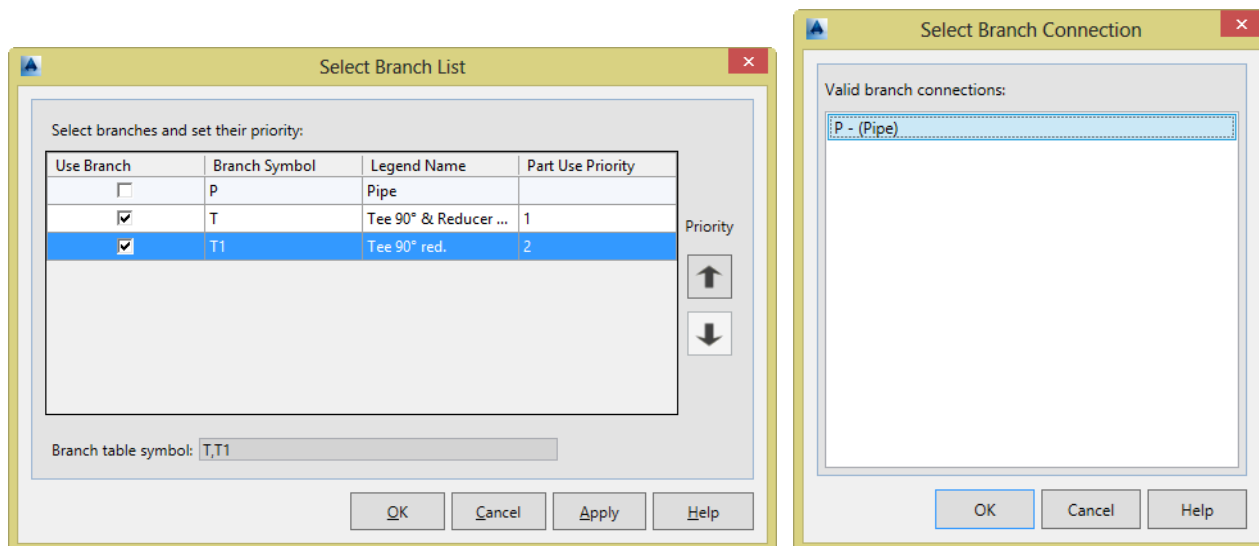 Select Branch List
Select branches and set their priority:
Use Branch Branch Symbol Legend Name Part Use Priority
P Pipe
T Tee 90° & Reducer ... 1
T1 Tee 90° red. 2
Priority
Branch table symbol: T,T1
OK Cancel Apply Help
Select Branch Connection
Valid branch connections:
P - (Pipe)
OK Cancel Help